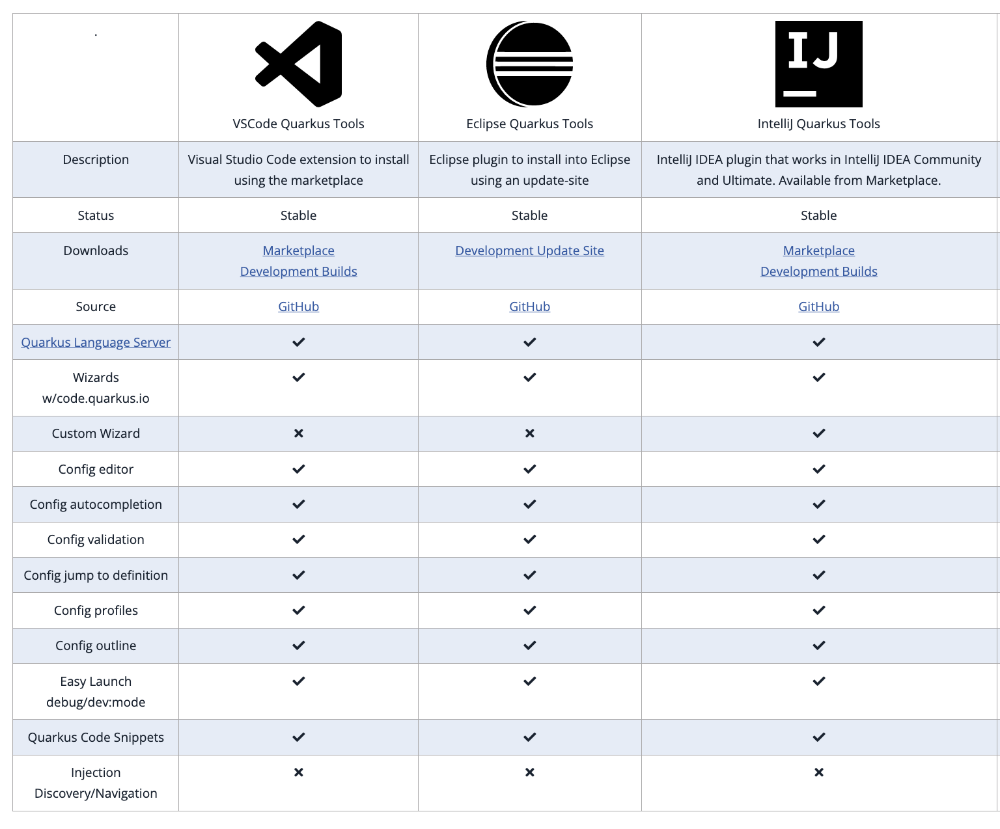 .
IJ
VSCode Quarkus Tools
Eclipse Quarkus Tools
IntelliJ Quarkus Tools
Description
Visual Studio Code extension to install
using the marketplace
Eclipse plugin to install into Eclipse
using an update-site
IntelliJ IDEA plugin that works in IntelliJ IDEA Community
and Ultimate. Available from Marketplace.
Status
Stable
Stable
Stable
Downloads
Marketplace
Development Builds
Development Update Site
Marketplace
Development Builds
Source
GitHub
GitHub
GitHub
Quarkus Language Server
Wizards
w/code.quarkus.io
Custom Wizard
Config editor
Config autocompletion
Config validation
Config jump to definition
Config profiles
Config outline
Easy Launch
debug/dev:mode
Quarkus Code Snippets
Injection
Discovery/Navigation